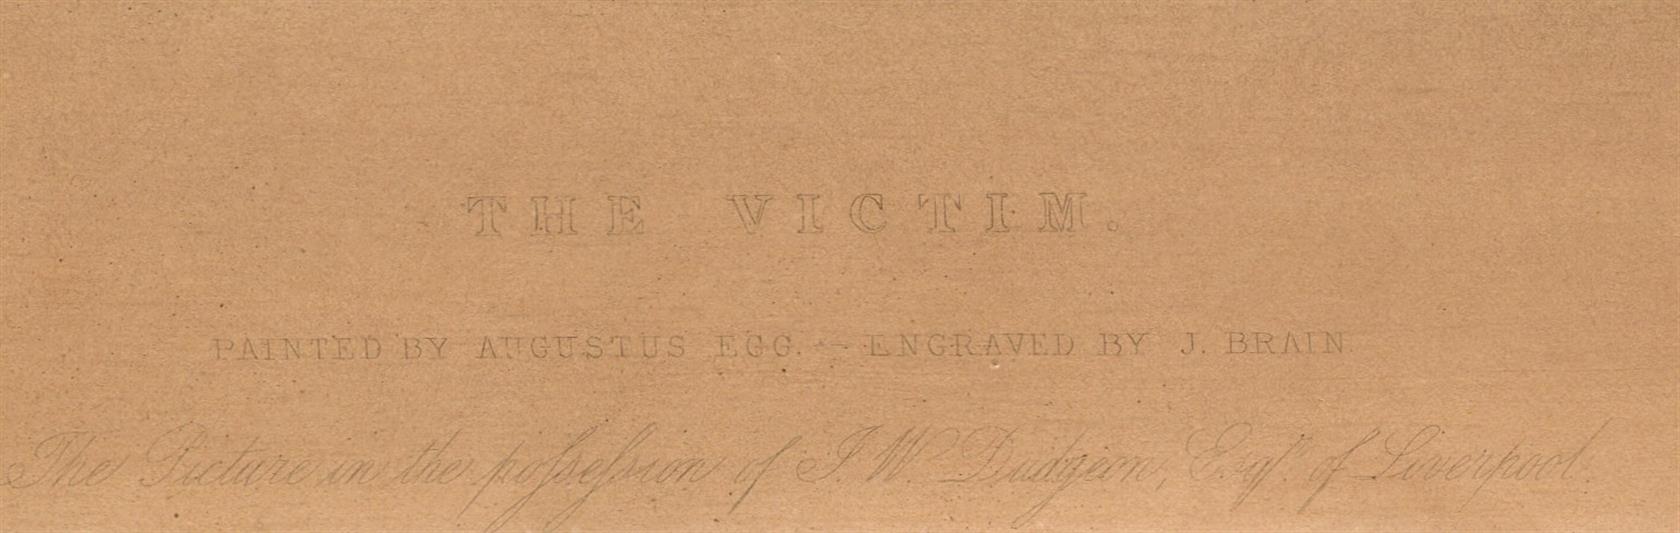 THE VICTIM.
PAINTED BY AUGUSTUS EGG. — ENGRAVED BY J. BRAIN
The Picture in the poſseſsion of J. W. Dudgeon, Esqr. of Liverpool.